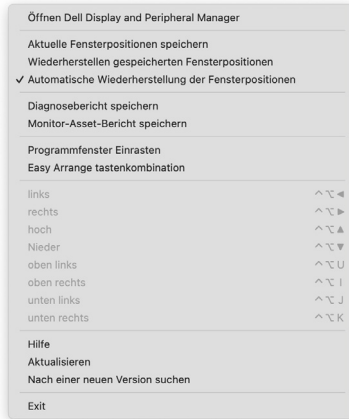 Öffnen Dell Display and Peripheral Manager
Aktuelle Fensterpositionen speichern
Wiederherstellen gespeicherten Fensterpositionen
✓ Automatische Wiederherstellung der Fensterpositionen
Diagnosebericht speichern
Monitor-Asset-Bericht speichern
Programmfenster Einrasten
Easy Arrange tastenkombination
links ^⌥◀
rechts ^⌥▶
hoch ^⌥▲
Nieder ^⌥▼
oben links ^⌥U
oben rechts ^⌥I
unten links ^⌥J
unten rechts ^⌥K
Hilfe
Aktualisieren
Nach einer neuen Version suchen
Exit